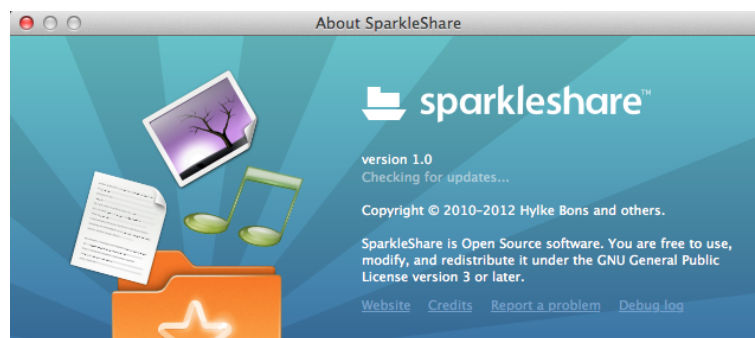 About SparkleShare
sparkleshare™
version 1.0
Checking for updates...
Copyright © 2010-2012 Hylke Bons and others.
SparkleShare is Open Source software. You are free to use,
modify, and redistribute it under the GNU General Public
License version 3 or later.
Website Credits Report a problem Debug log